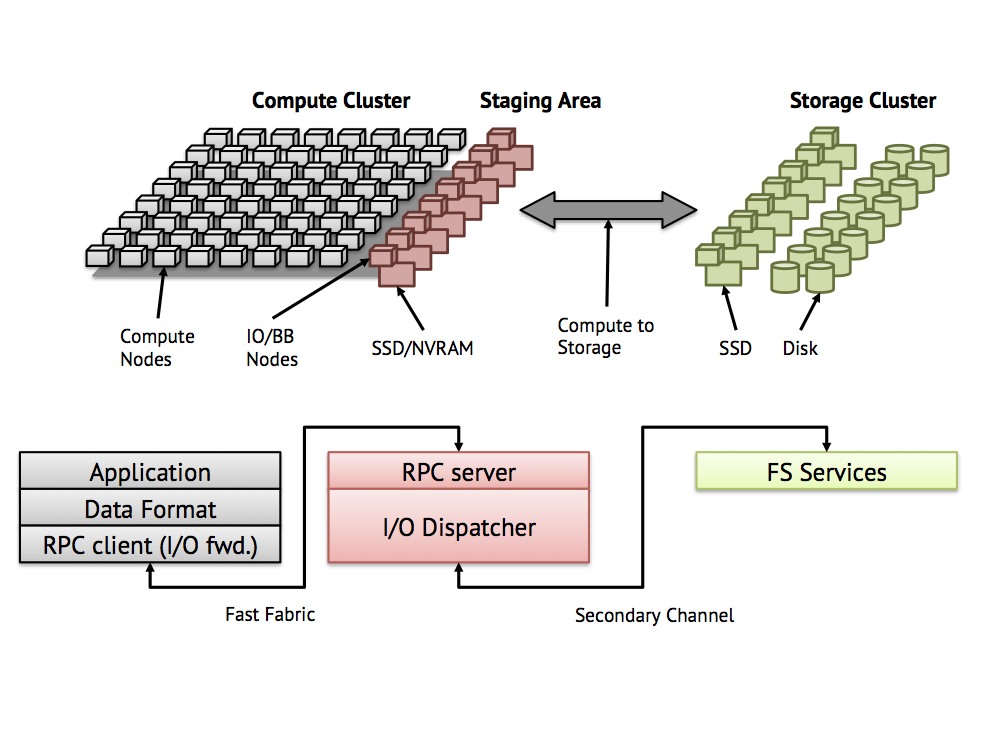 Compute Cluster
Staging Area
Storage Cluster
Compute
Nodes
IO/BB
Nodes
SSD/NVRAM
Compute to
Storage
SSD
Disk
Application
Data Format
RPC client (I/O fwd.)
RPC server
I/O Dispatcher
FS Services
Fast Fabric
Secondary Channel